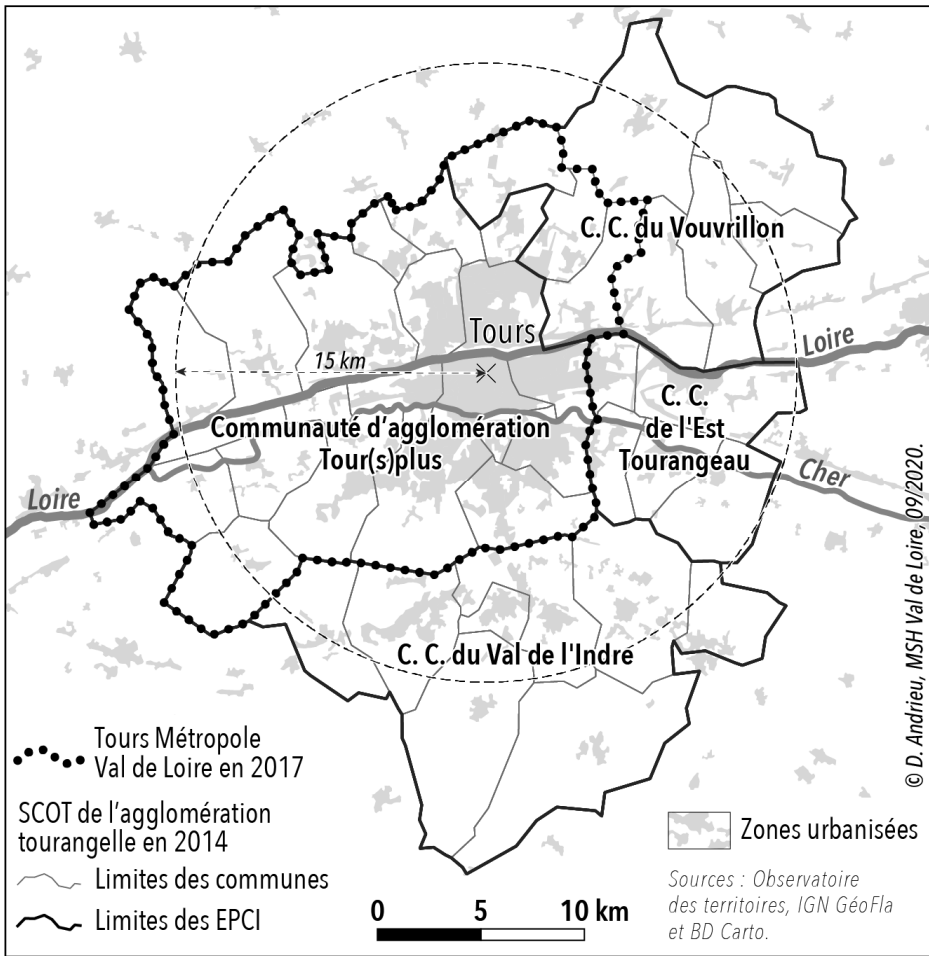 C. C. du Vouvrillon
Tours
Loire
15 km
C. C.
de l'Est
Tourangeau
Communauté d’agglomération
Tour(s)plus
Cher
Loire
C. C. du Val de l'Indre
Tours Métropole
Val de Loire en 2017
SCOT de l’agglomération
tourangelle en 2014
Limites des communes
Limites des EPCI
0 5 10 km
Zones urbanisées
Sources : Observatoire
des territoires, IGN GéoFla
et BD Carto.
© D. Andrieu, MSH Val de Loire, 09/2020.